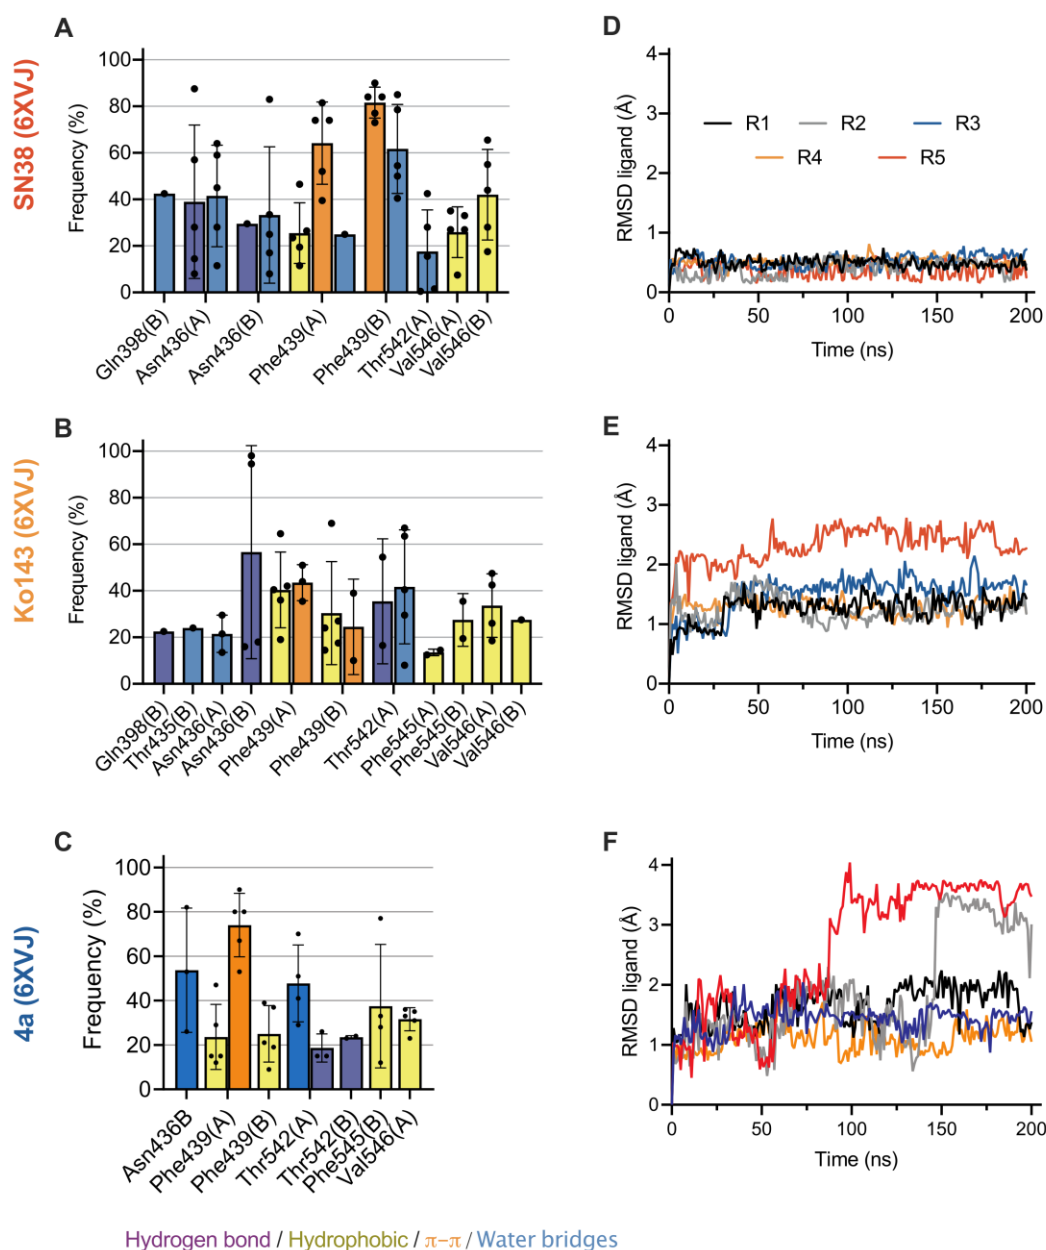 A
SN38 (6XVJ)
Frequency (%)
100
80
60
40
20
0
Gln398(B)
Asn436(A)
Asn436(B)
Phe439(A)
Phe439(B)
Thr542(A)
Val546(A)
Val546(B)
D
RMSD ligand (Å)
4
3
2
1
0
R1 R2 R3
R4 R5
0 50 100 150 200
Time (ns)
B
Ko143 (6XVJ)
Frequency (%)
100
80
60
40
20
0
Gln398(B)
Thr435(B)
Asn436(A)
Asn436(B)
Phe439(A)
Phe439(B)
Thr542(A)
Phe545(A)
Phe545(B)
Val546(A)
Val546(B)
E
RMSD ligand (Å)
4
3
2
1
0
0 50 100 150 200
Time (ns)
C
4a (6XVJ)
Frequency (%)
100
80
60
40
20
0
Asn436B
Phe439(A)
Phe439(B)
Thr542(A)
Thr542(B)
Phe545(B)
Val546(A)
F
RMSD ligand (Å)
4
3
2
1
0
0 50 100 150 200
Time (ns)
Hydrogen bond / Hydrophobic / π–π / Water bridges